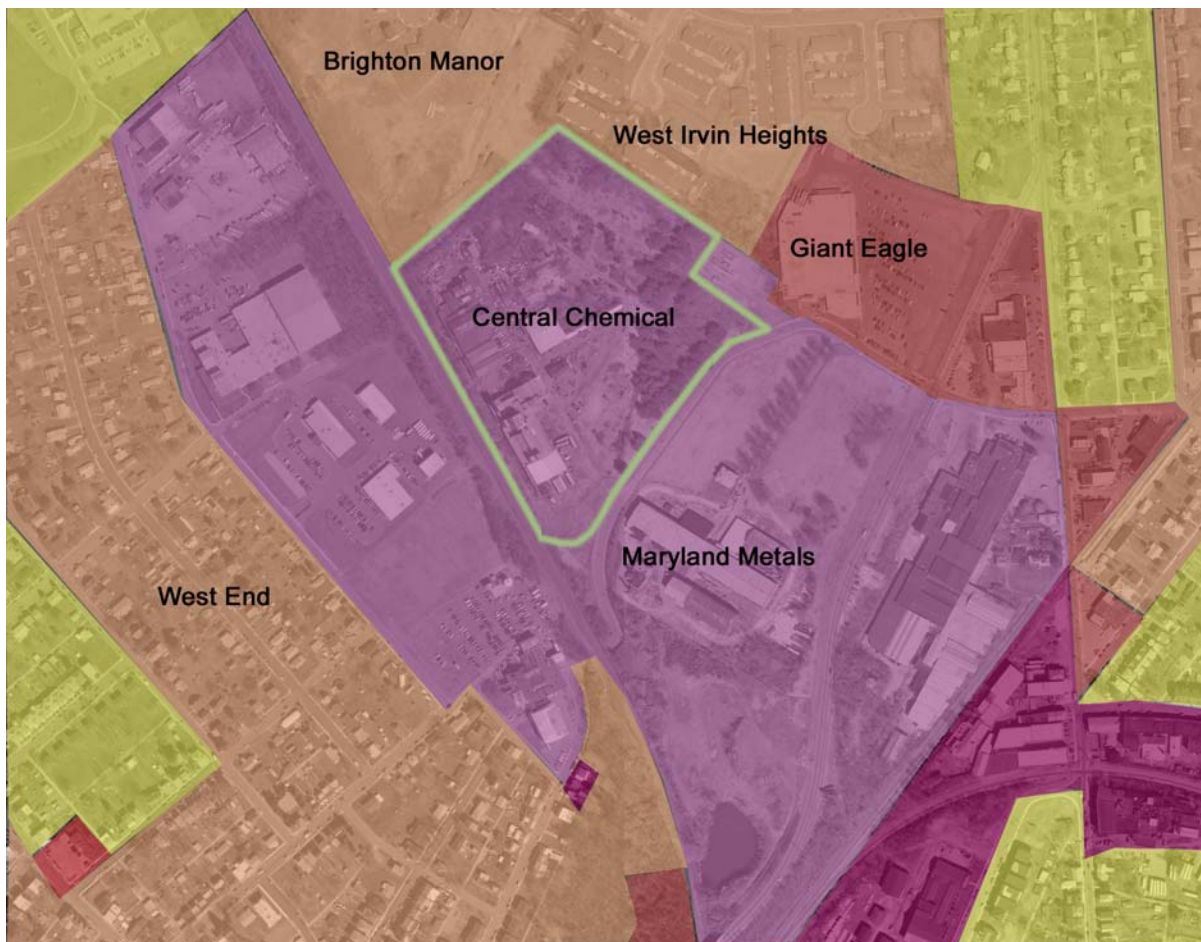 Brighton Manor
West Irvin Heights
Giant Eagle
Central Chemical
Maryland Metals
West End